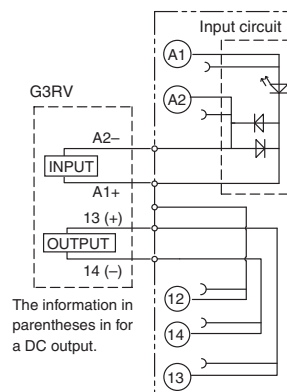 Input circuit
A1
G3RV
A2
A2–
INPUT
A1+
13 (+)
OUTPUT
14 (–)
12
The information in
parentheses in for
a DC output.
14
13